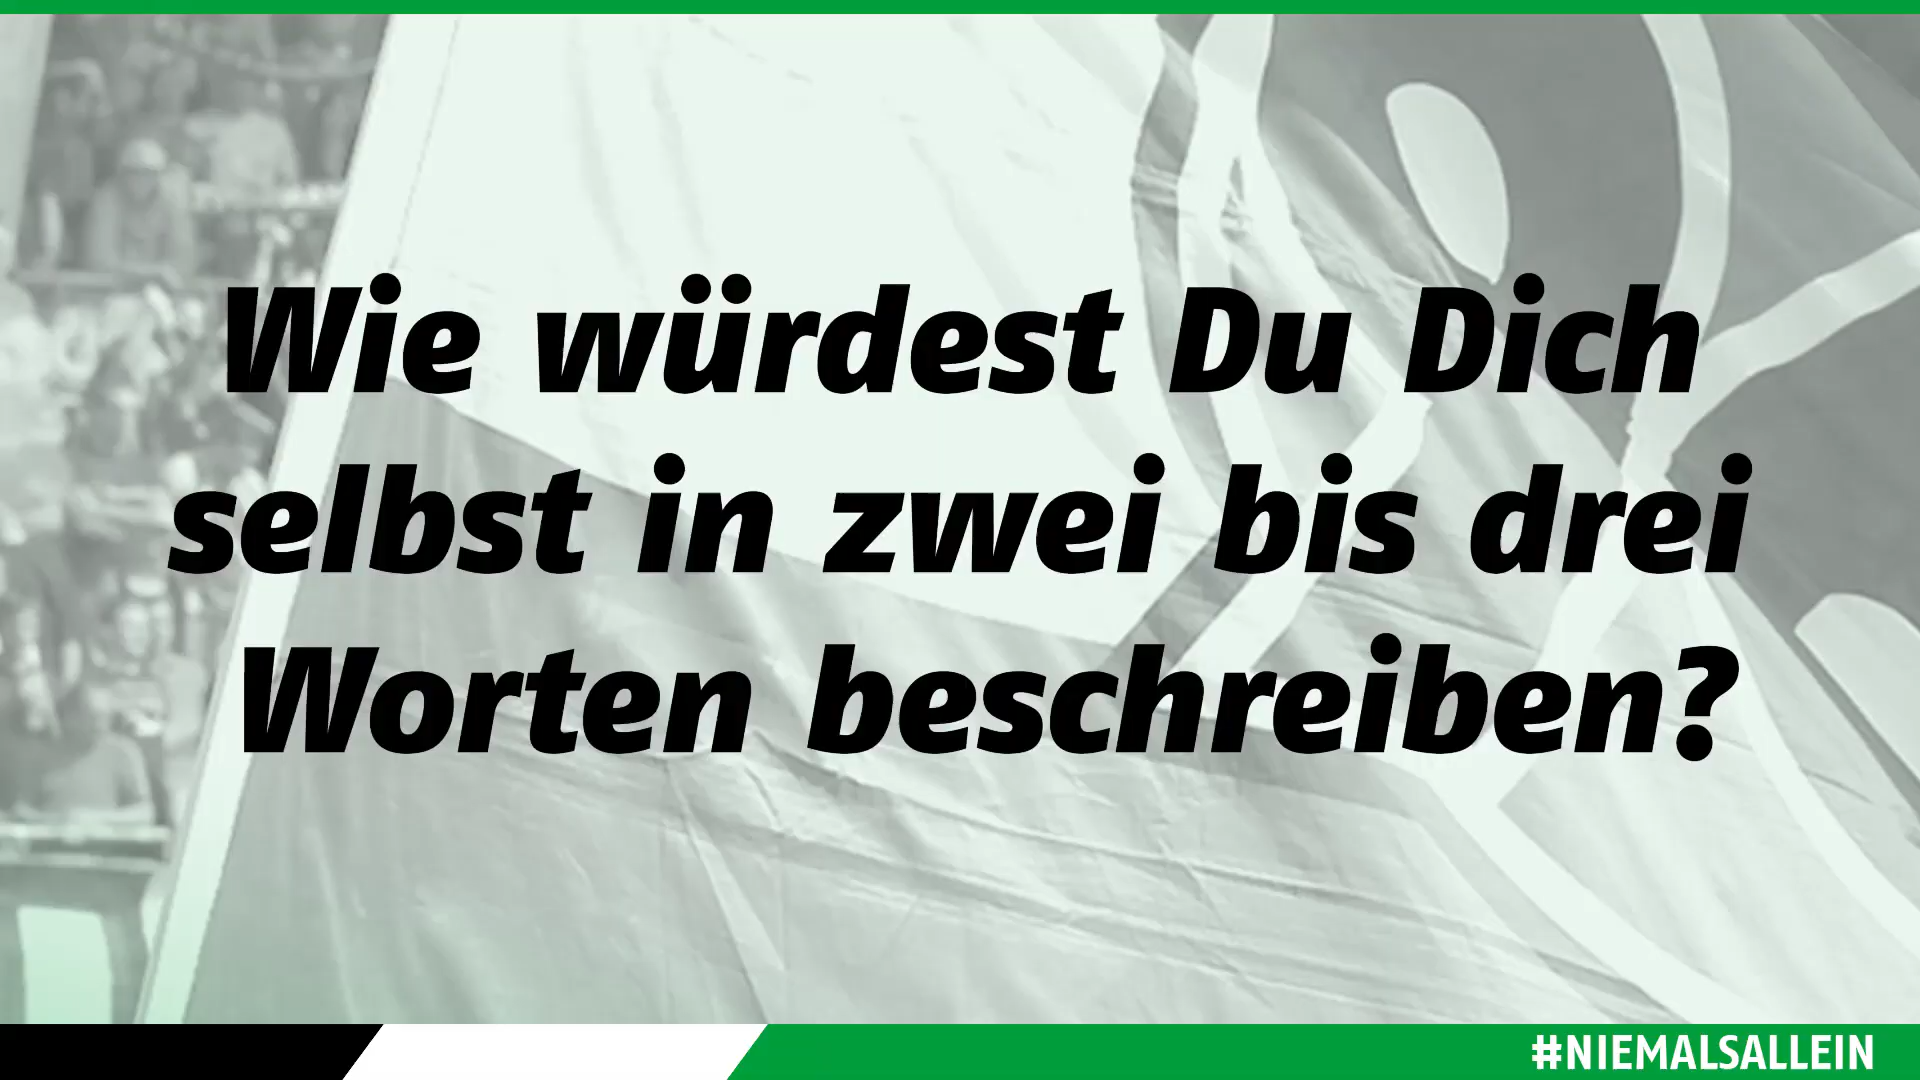 Wie würdest Du Dich
selbst in zwei bis drei
Worten beschreiben?
#NIEMALSALLEIN